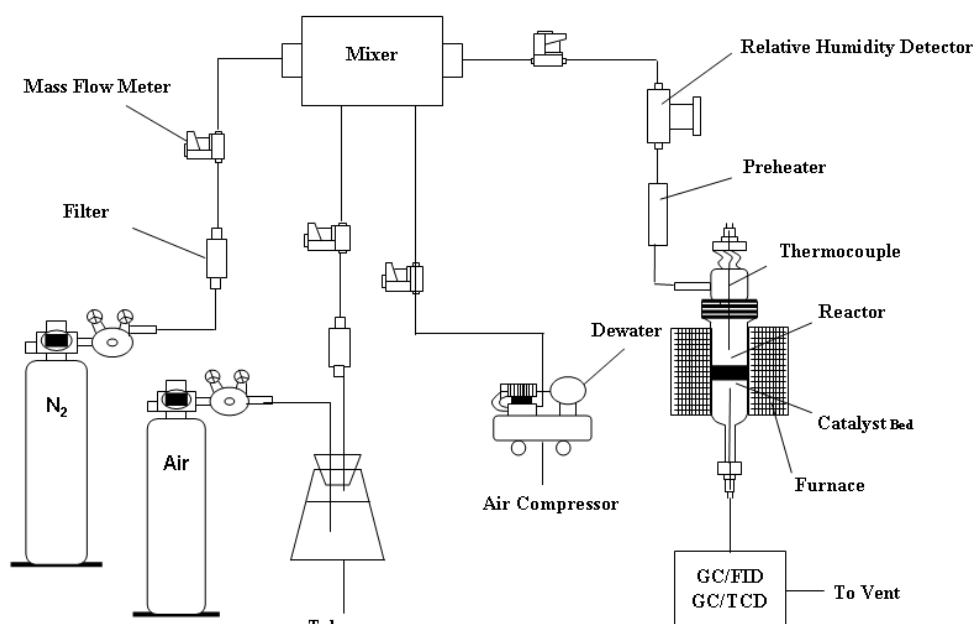 Mixer
Relative Humidity Detector
Mass Flow Meter
Preheater
Filter
Thermocouple
Reactor
Dewater
N2
Air
Catalyst Bed
Furnace
Air Compressor
GC/FID
GC/TCD
To Vent